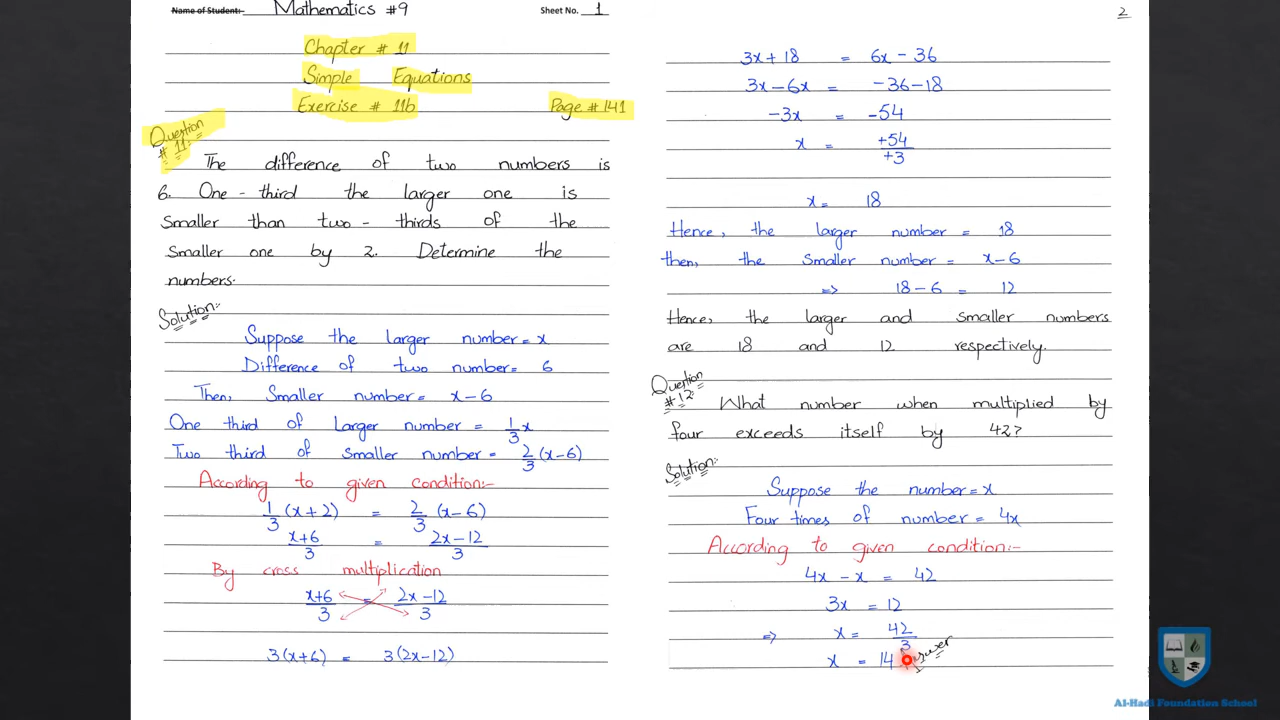 Name of Student: Mathematics #9 Sheet No. 1
Chapter # 11
Simple Equations
Exercise # 11b Page # 141
Question # 11:
The difference of two numbers is
6. One - third the larger one is
Smaller than two - thirds of the
Smaller one by 2. Determine the
numbers.
Solution:-
Suppose the larger number = x
Difference of two number = 6
Then, Smaller number = x-6
One third of larger number = 1/3 x
Two third of smaller number = 2/3 (x-6)
According to given condition:-
1/3 (x+2) = 2/3 (x-6)
x+6/3 = 2x-12/3
By cross multiplication
x+6/3 = 2x-12/3
3(x+6) = 3(2x-12)
2
3x+18 = 6x-36
3x-6x = -36-18
-3x = -54
x = +54/+3
x = 18
Hence, the larger number = 18
then, the Smaller number = x-6
=> 18-6 = 12
Hence, the larger and smaller numbers
are 18 and 12 respectively.
Question # 12
What number when multiplied by
four exceeds itself by 42?
Solution:-
Suppose the number = x
Four times of number = 4x
According to given condition:-
4x - x = 42
3x = 12
=> x = 42/3
x = 14 Answer
Al-Hadi Foundation School